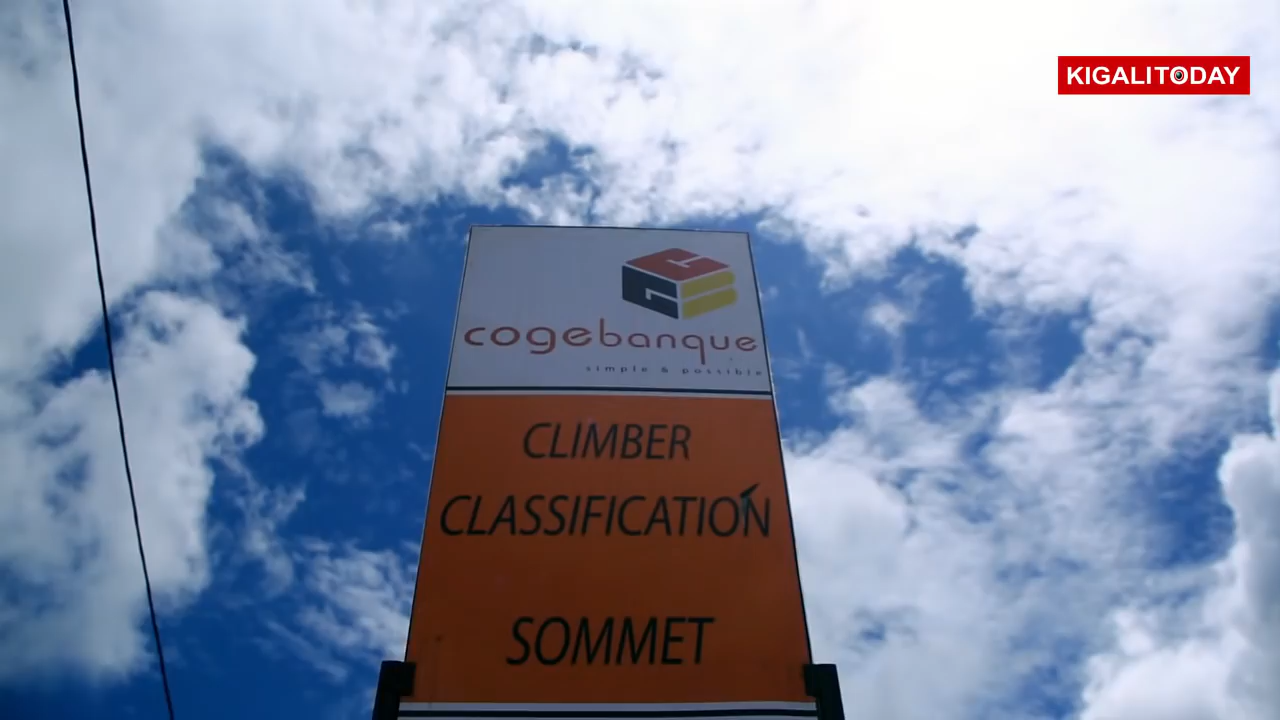 KIGALITODAY
cogebanque
simple & possible
CLIMBER
CLASSIFICATION
SOMMET